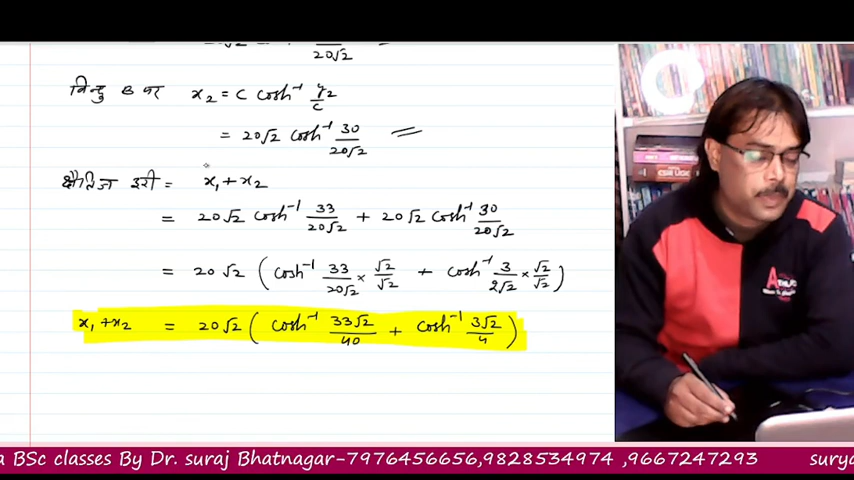 20√2
बिन्दु B पर x₂ = c cosh⁻¹ y₂/c
= 20√2 cosh⁻¹ 30/20√2
क्षैतिज दूरी = x₁ + x₂
= 20√2 cosh⁻¹ 33/20√2 + 20√2 cosh⁻¹ 30/20√2
= 20√2 (cosh⁻¹ 33/20√2 × √2/√2 + cosh⁻¹ 3/2√2 × √2/√2)
x₁ + x₂ = 20√2 (cosh⁻¹ 33√2/40 + cosh⁻¹ 3√2/4)
a BSc classes By Dr. suraj Bhatnagar-7976456656,9828534974 ,9667247293 surya